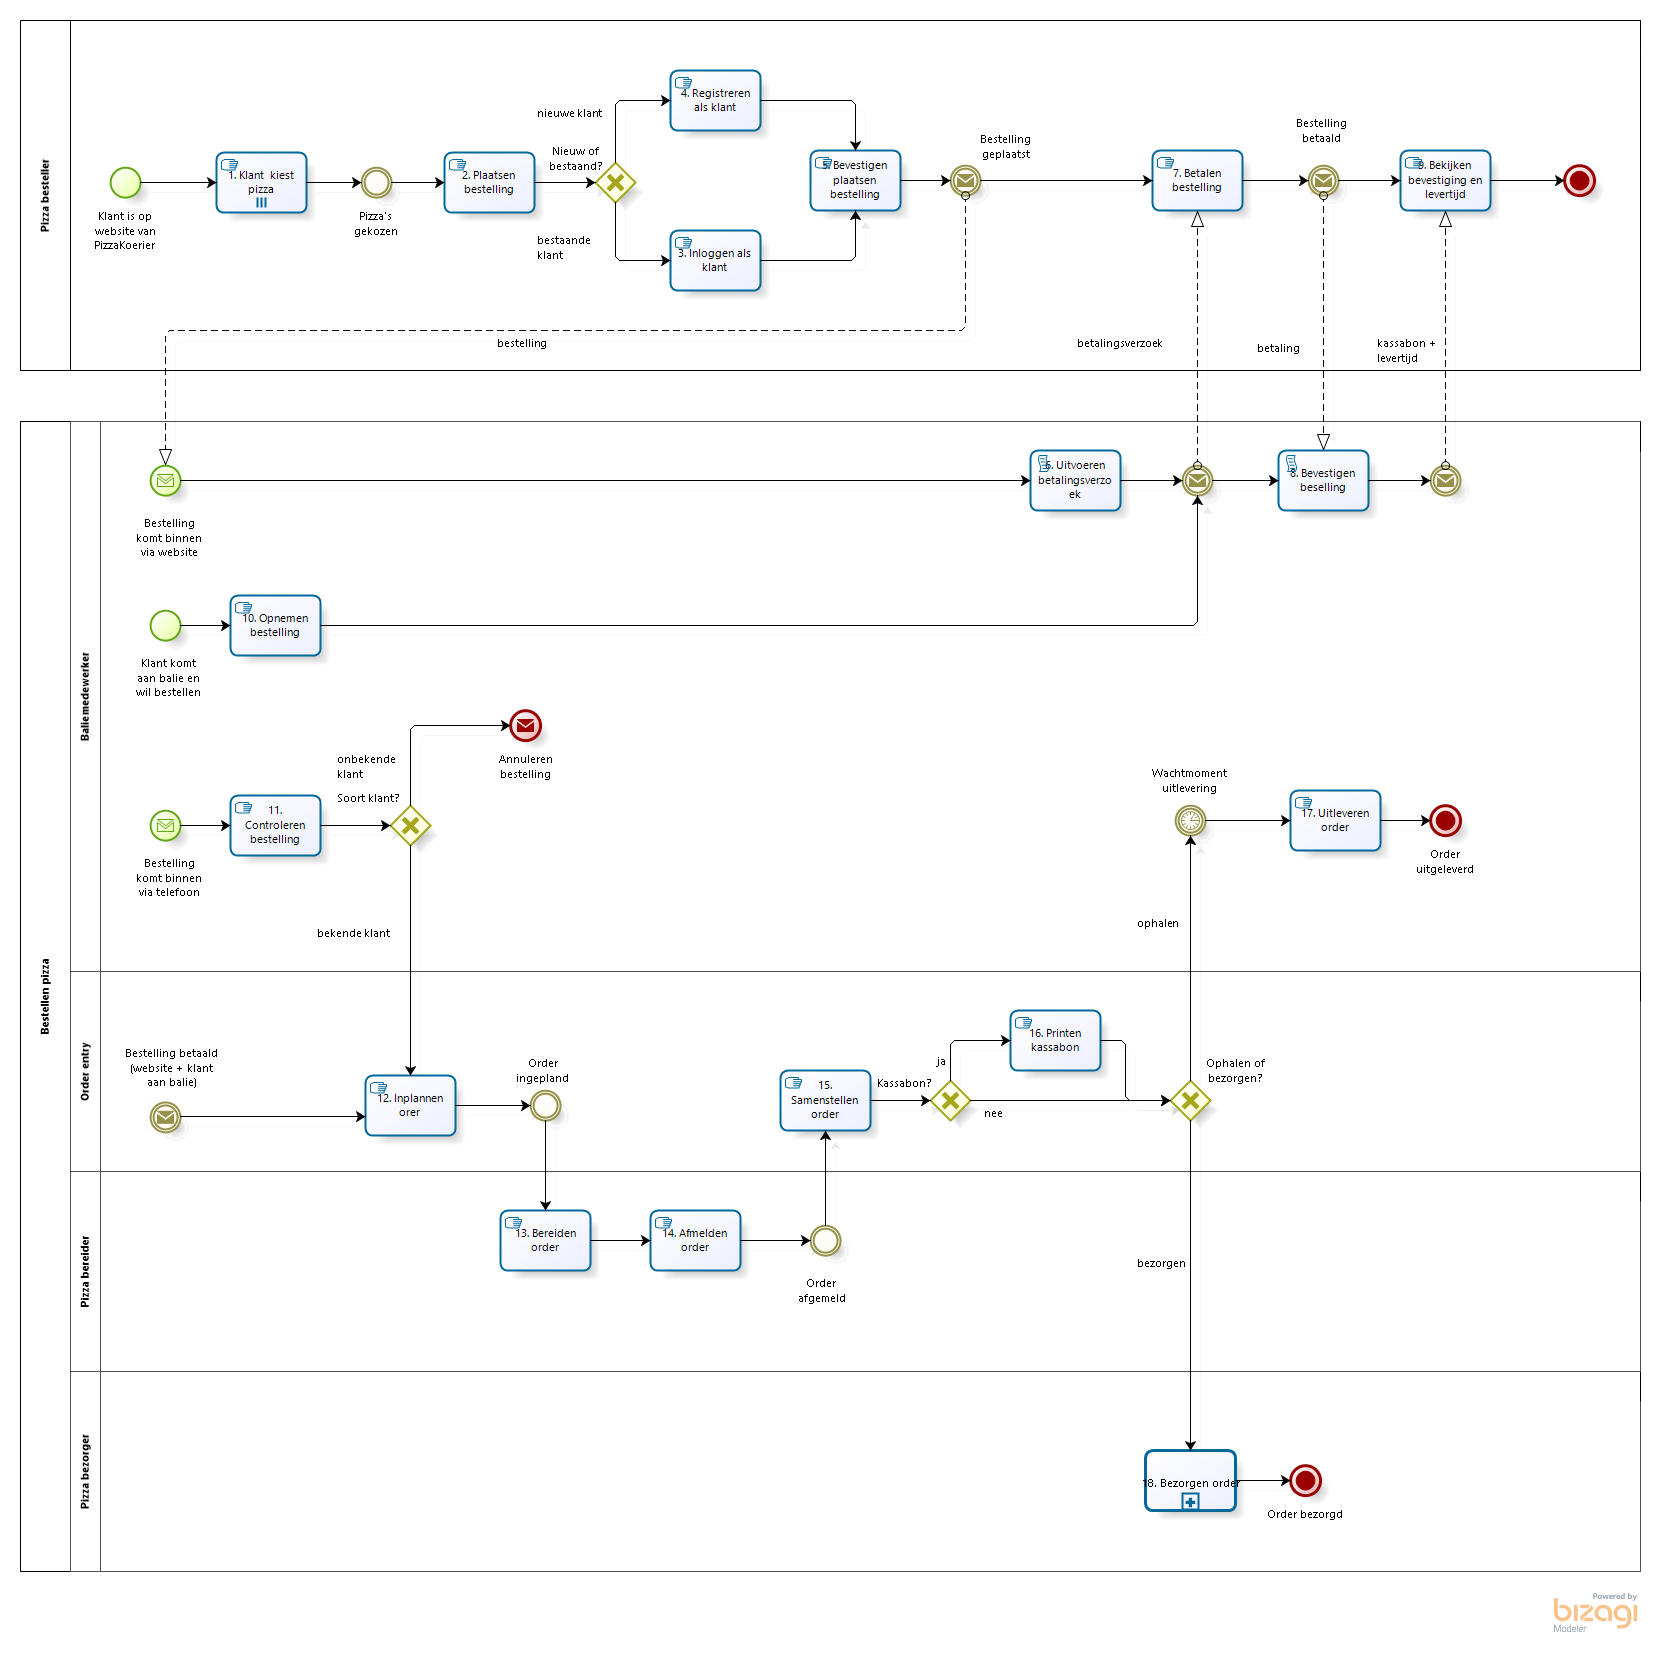 Pizza besteller
Klant is op
website van
PizzaKoerier
1. Klant kiest
pizza
Pizza's
gekozen
2. Plaatsen
bestelling
Nieuw of
bestaand?
nieuwe klant
bestaande
klant
4. Registreren
als klant
3. Inloggen als
klant
5. Bevestigen
plaatsen
bestelling
Bestelling
geplaatst
7. Betalen
bestelling
Bestelling
betaald
9. Bekijken
bevestiging en
levertijd
bestelling
betalingsverzoek
betaling
kassabon +
levertijd
Bestellen pizza
Baliemedewerker
Bestelling
komt binnen
via website
6. Uitvoeren
betalingsverzo
ek
8. Bevestigen
beselling
Klant komt
aan balie en
wil bestellen
10. Opnemen
bestelling
Bestelling
komt binnen
via telefoon
11.
Controleren
bestelling
Soort klant?
onbekende
klant
Annuleren
bestelling
bekende klant
Wachtmoment
uitlevering
17. Uitleveren
order
Order
uitgeleverd
ophalen
Order entry
Bestelling betaald
(website + klant
aan balie)
12. Inplannen
orer
Order
ingepland
15.
Samenstellen
order
Kassabon?
ja
nee
16. Printen
kassabon
Ophalen of
bezorgen?
Pizza bereider
13. Bereiden
order
14. Afmelden
order
Order
afgemeld
bezorgen
Pizza bezorger
18. Bezorgen order
Order bezorgd
Powered by
bizagi
Modeler